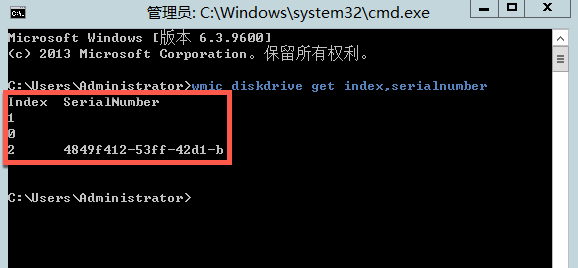 管理员: C:\Windows\system32\cmd.exe
Microsoft Windows [版本 6.3.9600]
(c) 2013 Microsoft Corporation。保留所有权利。
C:\Users\Administrator>wmic diskdrive get index,serialnumber
Index  SerialNumber
1
0
2      4849f412-53ff-42d1-b
C:\Users\Administrator>